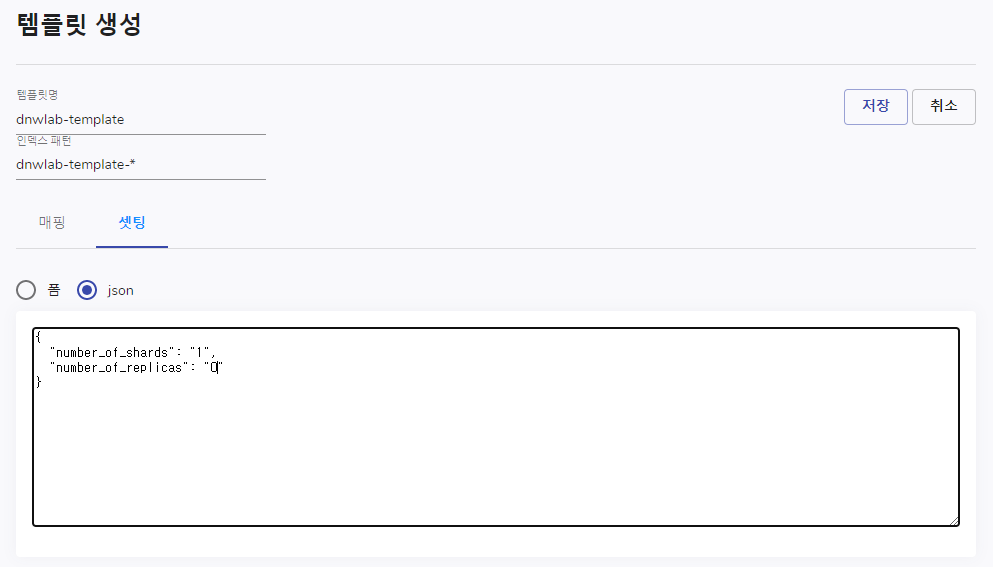 템플릿 생성
템플릿명
dnwlab-template
저장
취소
인덱스 패턴
dnwlab-template-*
매핑
셋팅
폼
json
{
  "number_of_shards": "1",
  "number_of_replicas": "0"
}